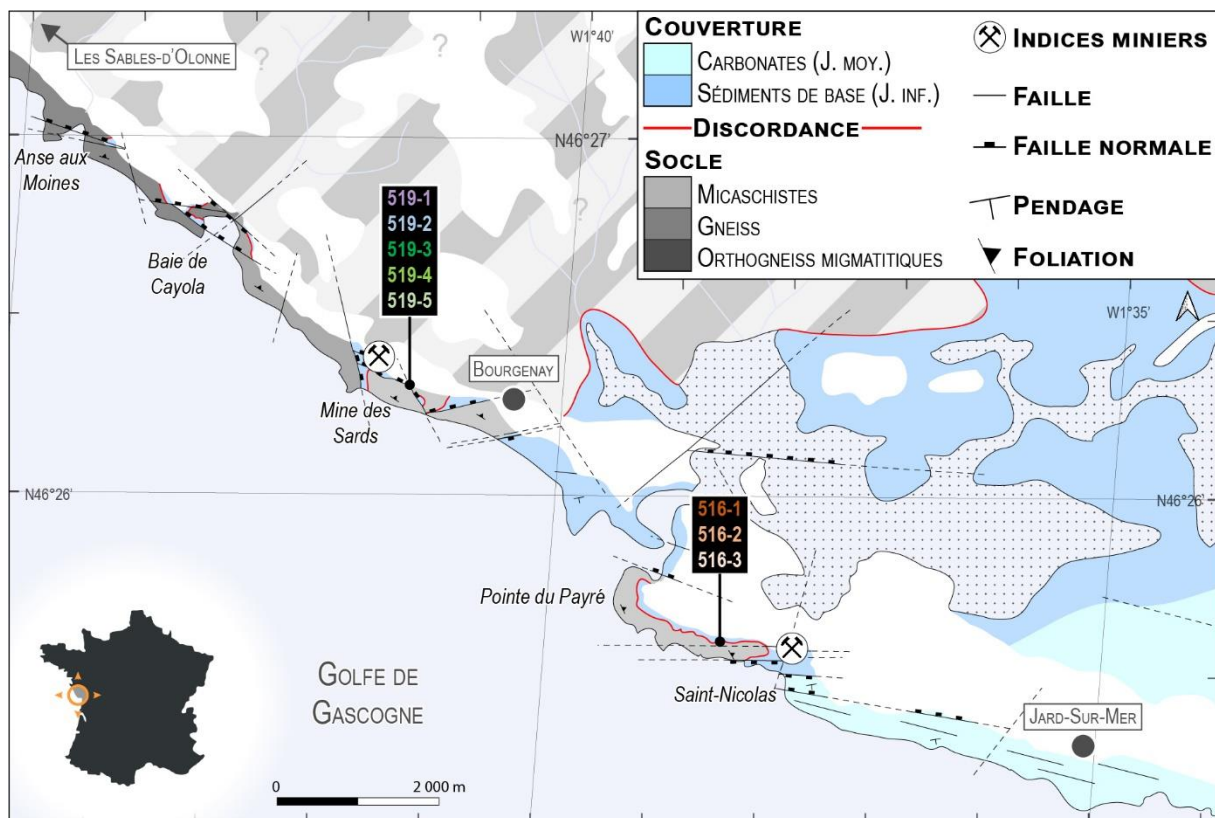 LES SABLES-D'OLONNE
?
?
?
W1°40'
N46°27'
Anse aux
Moines
Baie de
Cayola
519-1
519-2
519-3
519-4
519-5
Mine des
Sards
BOURGENAY
W1°35'
N46°26'
N46°26'
516-1
516-2
516-3
Pointe du Payré
Saint-Nicolas
JARD-SUR-MER
GOLFE DE
GASCOGNE
0 2 000 m
COUVERTURE
CARBONATES (J. MOY.)
SÉDIMENTS DE BASE (J. INF.)
DISCORDANCE
SOCLE
MICASCHISTES
GNEISS
ORTHOGNEISS MIGMATITIQUES
INDICES MINIERS
FAILLE
FAILLE NORMALE
PENDAGE
FOLIATION